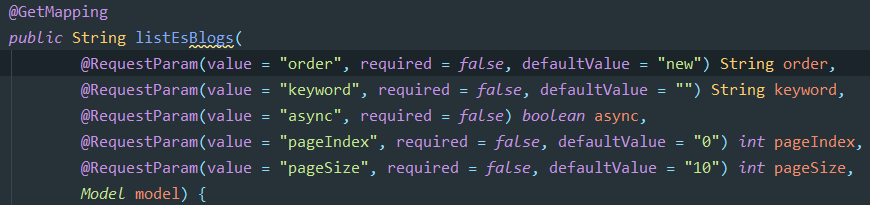 @GetMapping
public String listEsBlogs(
@RequestParam(value = "order", required = false, defaultValue = "new") String order,
@RequestParam(value = "keyword", required = false, defaultValue = "") String keyword,
@RequestParam(value = "async", required = false) boolean async,
@RequestParam(value = "pageIndex", required = false, defaultValue = "0") int pageIndex,
@RequestParam(value = "pageSize", required = false, defaultValue = "10") int pageSize,
Model model) {